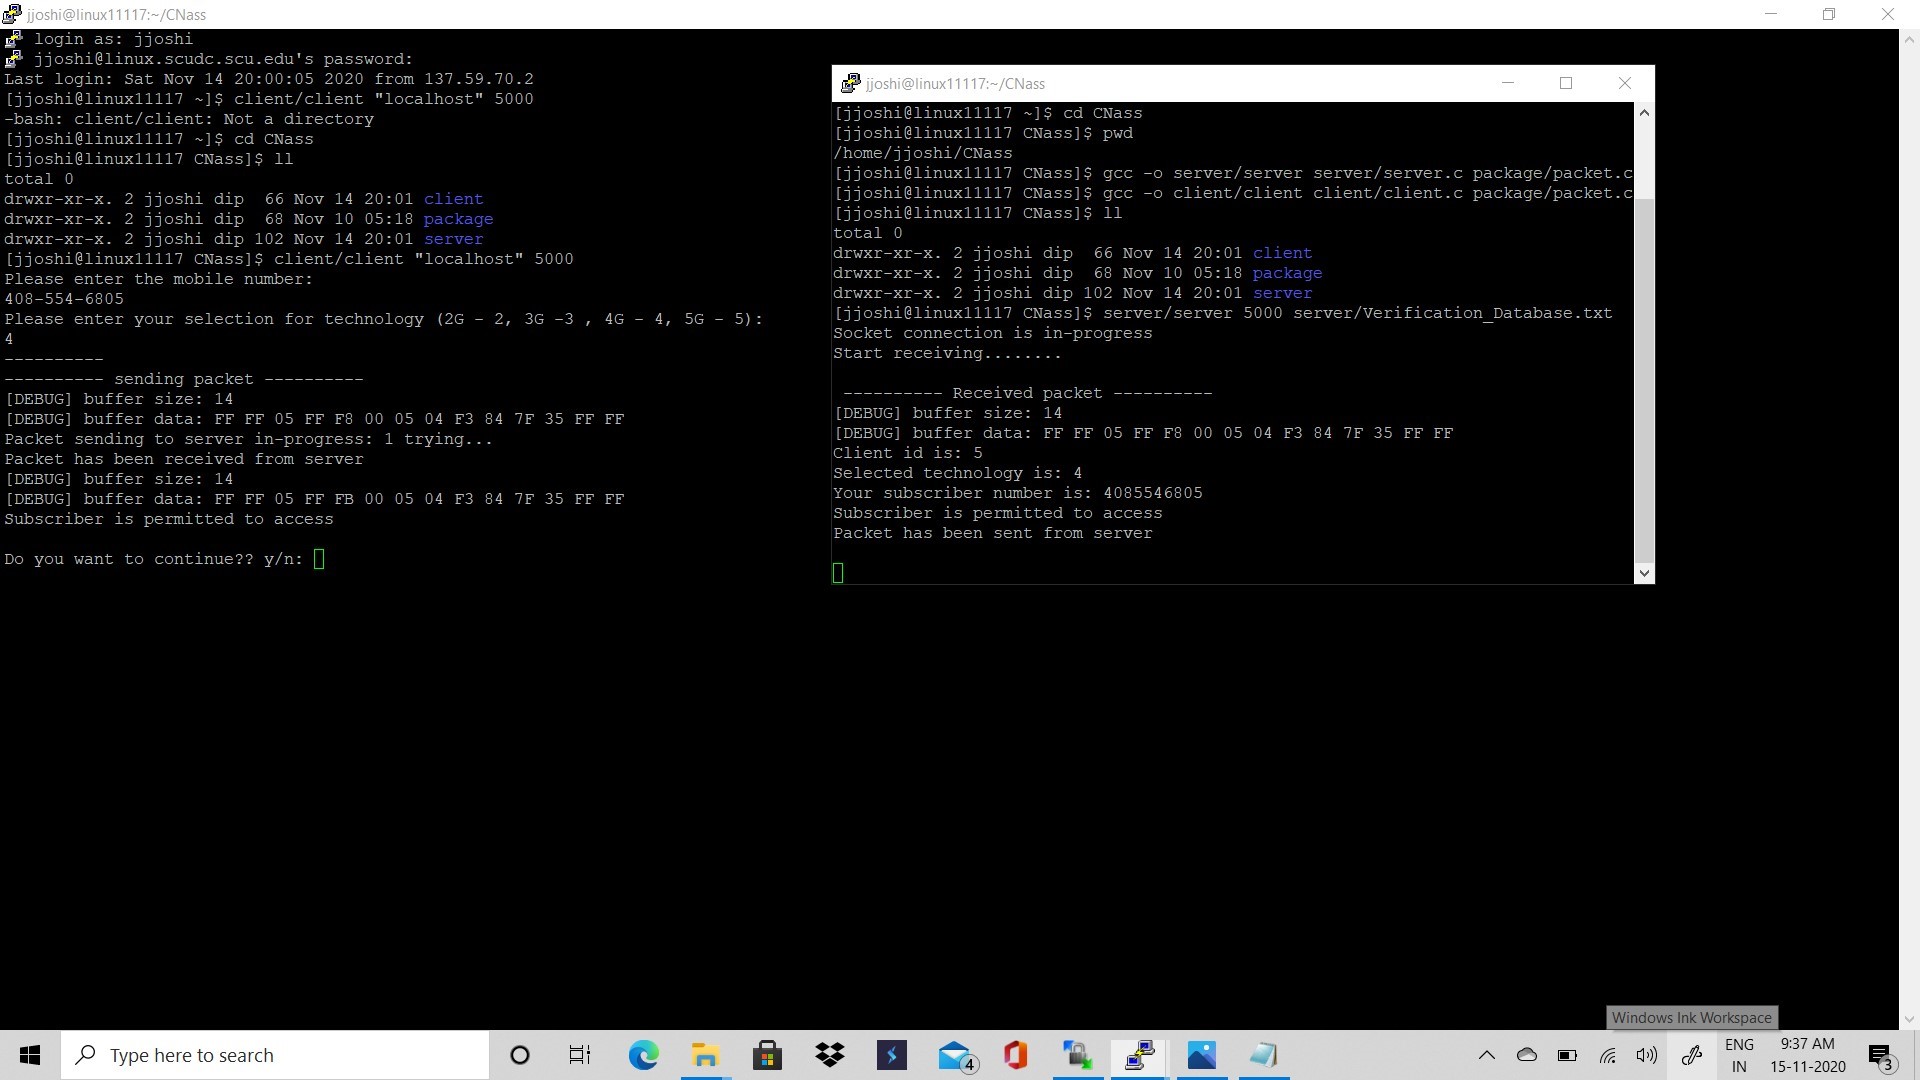 jjoshi@linux11117:~/CNass
login as: jjoshi
jjoshi@linux.scudc.scu.edu's password:
Last login: Sat Nov 14 20:00:05 2020 from 137.59.70.2
[jjoshi@linux11117 ~]$ client/client "localhost" 5000
-bash: client/client: Not a directory
[jjoshi@linux11117 ~]$ cd CNass
[jjoshi@linux11117 CNass]$ ll
total 0
drwxr-xr-x. 2 jjoshi dip  66 Nov 14 20:01 client
drwxr-xr-x. 2 jjoshi dip  68 Nov 10 05:18 package
drwxr-xr-x. 2 jjoshi dip 102 Nov 14 20:01 server
[jjoshi@linux11117 CNass]$ client/client "localhost" 5000
Please enter the mobile number:
408-554-6805
Please enter your selection for technology (2G - 2, 3G -3 , 4G - 4, 5G - 5):
4
----------
---------- sending packet ----------
[DEBUG] buffer size: 14
[DEBUG] buffer data: FF FF 05 FF F8 00 05 04 F3 84 7F 35 FF FF
Packet sending to server in-progress: 1 trying...
Packet has been received from server
[DEBUG] buffer size: 14
[DEBUG] buffer data: FF FF 05 FF FB 00 05 04 F3 84 7F 35 FF FF
Subscriber is permitted to access
Do you want to continue?? y/n:
jjoshi@linux11117:~/CNass
[jjoshi@linux11117 ~]$ cd CNass
[jjoshi@linux11117 CNass]$ pwd
/home/jjoshi/CNass
[jjoshi@linux11117 CNass]$ gcc -o server/server server/server.c package/packet.c
[jjoshi@linux11117 CNass]$ gcc -o client/client client/client.c package/packet.c
[jjoshi@linux11117 CNass]$ ll
total 0
drwxr-xr-x. 2 jjoshi dip  66 Nov 14 20:01 client
drwxr-xr-x. 2 jjoshi dip  68 Nov 10 05:18 package
drwxr-xr-x. 2 jjoshi dip 102 Nov 14 20:01 server
[jjoshi@linux11117 CNass]$ server/server 5000 server/Verification_Database.txt
Socket connection is in-progress
Start receiving........
---------- Received packet ----------
[DEBUG] buffer size: 14
[DEBUG] buffer data: FF FF 05 FF F8 00 05 04 F3 84 7F 35 FF FF
Client id is: 5
Selected technology is: 4
Your subscriber number is: 4085546805
Subscriber is permitted to access
Packet has been sent from server
Windows Ink Workspace
Type here to search
4
ENG
IN
9:37 AM
15-11-2020
3